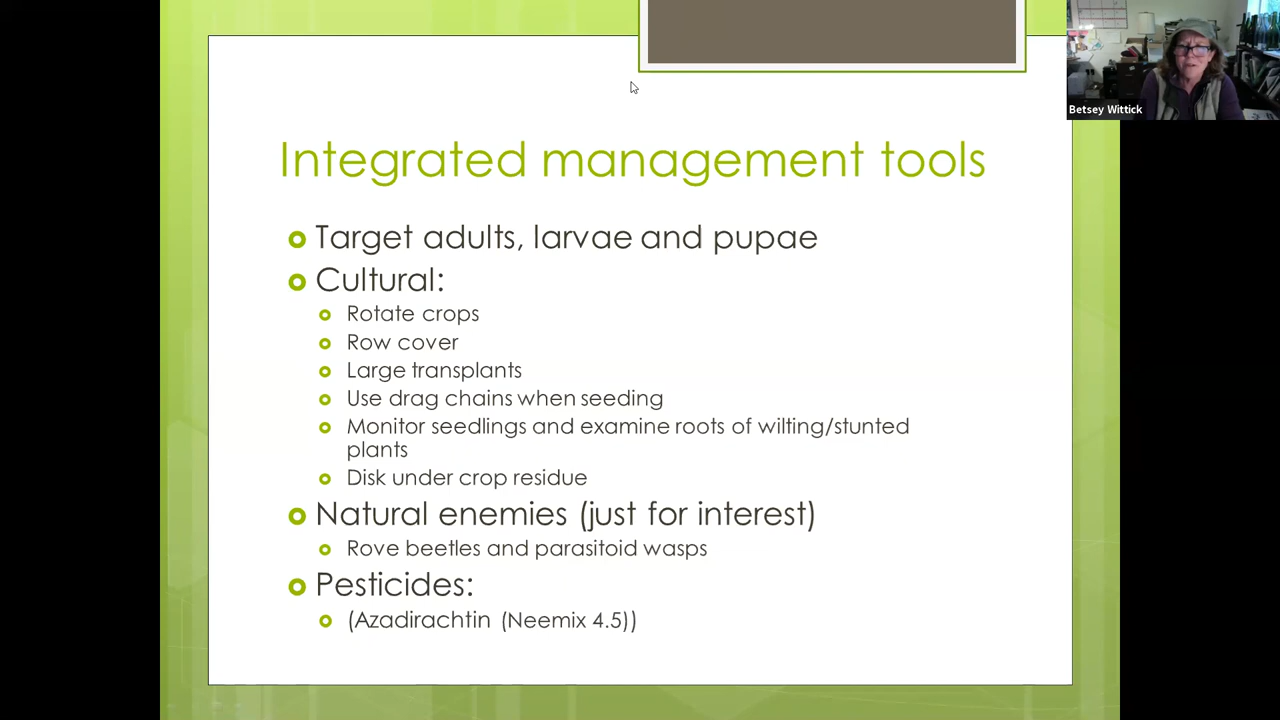 Betsey Wittick
Integrated management tools
Target adults, larvae and pupae
Cultural:
Rotate crops
Row cover
Large transplants
Use drag chains when seeding
Monitor seedlings and examine roots of wilting/stunted
plants
Disk under crop residue
Natural enemies (just for interest)
Rove beetles and parasitoid wasps
Pesticides:
(Azadirachtin (Neemix 4.5))